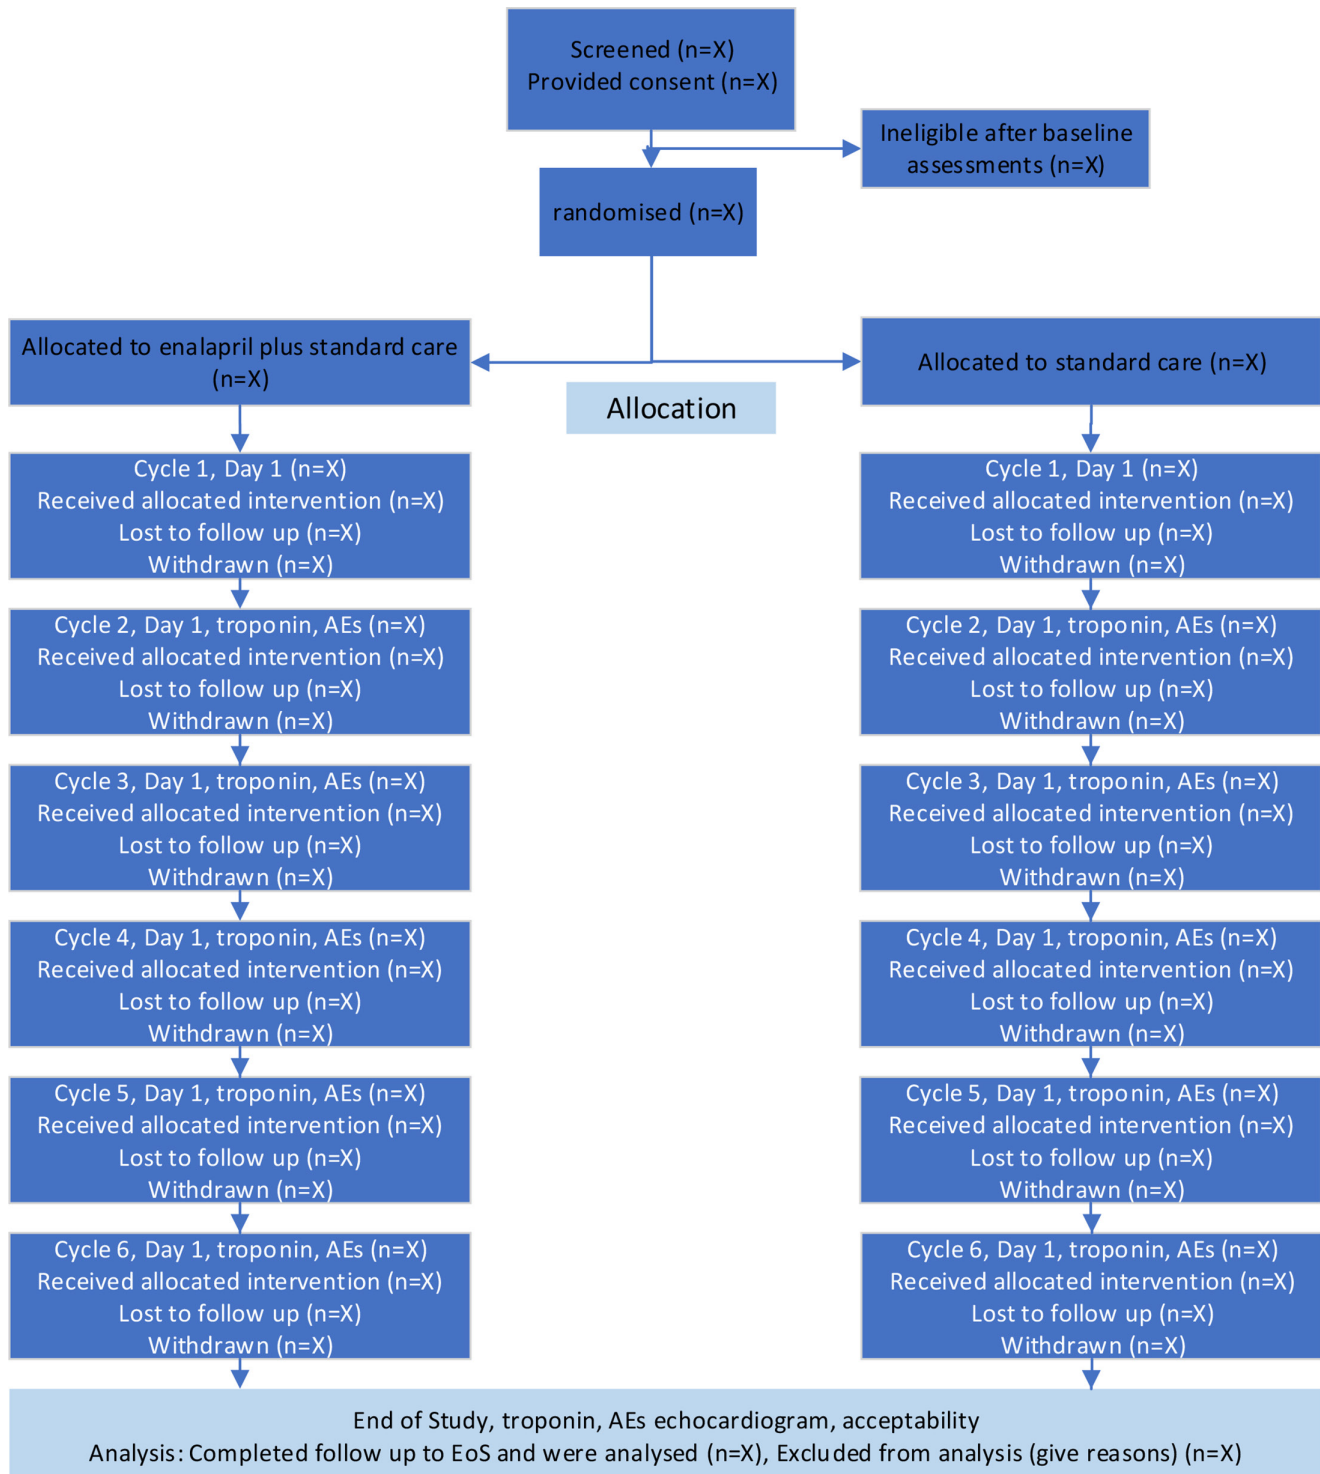 Screened (n=X)
Provided consent (n=X)
Ineligible after baseline
assessments (n=X)
randomised (n=X)
Allocated to enalapril plus standard care
(n=X)
Allocated to standard care (n=X)
Allocation
Cycle 1, Day 1 (n=X)
Received allocated intervention (n=X)
Lost to follow up (n=X)
Withdrawn (n=X)
Cycle 2, Day 1, troponin, AEs (n=X)
Received allocated intervention (n=X)
Lost to follow up (n=X)
Withdrawn (n=X)
Cycle 3, Day 1, troponin, AEs (n=X)
Received allocated intervention (n=X)
Lost to follow up (n=X)
Withdrawn (n=X)
Cycle 4, Day 1, troponin, AEs (n=X)
Received allocated intervention (n=X)
Lost to follow up (n=X)
Withdrawn (n=X)
Cycle 5, Day 1, troponin, AEs (n=X)
Received allocated intervention (n=X)
Lost to follow up (n=X)
Withdrawn (n=X)
Cycle 6, Day 1, troponin, AEs (n=X)
Received allocated intervention (n=X)
Lost to follow up (n=X)
Withdrawn (n=X)
Cycle 1, Day 1 (n=X)
Received allocated intervention (n=X)
Lost to follow up (n=X)
Withdrawn (n=X)
Cycle 2, Day 1, troponin, AEs (n=X)
Received allocated intervention (n=X)
Lost to follow up (n=X)
Withdrawn (n=X)
Cycle 3, Day 1, troponin, AEs (n=X)
Received allocated intervention (n=X)
Lost to follow up (n=X)
Withdrawn (n=X)
Cycle 4, Day 1, troponin, AEs (n=X)
Received allocated intervention (n=X)
Lost to follow up (n=X)
Withdrawn (n=X)
Cycle 5, Day 1, troponin, AEs (n=X)
Received allocated intervention (n=X)
Lost to follow up (n=X)
Withdrawn (n=X)
Cycle 6, Day 1, troponin, AEs (n=X)
Received allocated intervention (n=X)
Lost to follow up (n=X)
Withdrawn (n=X)
End of Study, troponin, AEs echocardiogram, acceptability
Analysis: Completed follow up to EoS and were analysed (n=X), Excluded from analysis (give reasons) (n=X)